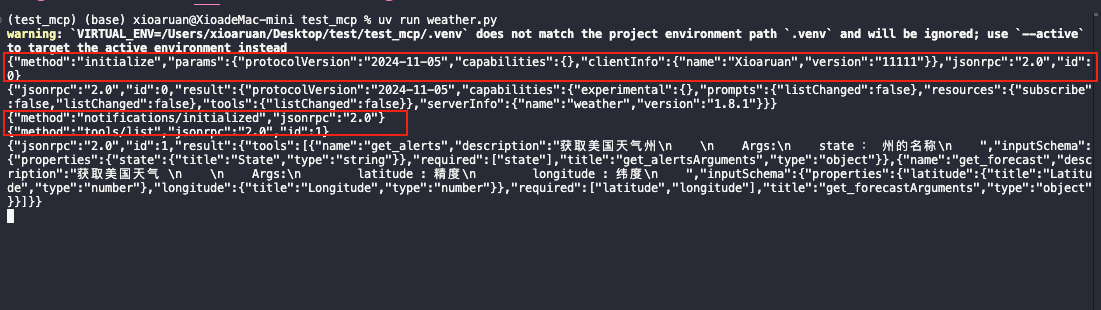 (test_mcp) (base) xioaruan@XioadeMac-mini test_mcp % uv run weather.py
warning: `VIRTUAL_ENV=/Users/xioaruan/Desktop/test/test_mcp/.venv` does not match the project environment path `.venv` and will be ignored; use `--active`
to target the active environment instead
{"method":"initialize","params":{"protocolVersion":"2024-11-05","capabilities":{},"clientInfo":{"name":"Xioaruan","version":"11111"}},"jsonrpc":"2.0","id":
0}
{"jsonrpc":"2.0","id":0,"result":{"protocolVersion":"2024-11-05","capabilities":{"experimental":{},"prompts":{"listChanged":false},"resources":{"subscribe"
:false,"listChanged":false},"tools":{"listChanged":false}},"serverInfo":{"name":"weather","version":"1.8.1"}}}
{"method":"notifications/initialized","jsonrpc":"2.0"}
{"method":"tools/list","jsonrpc":"2.0","id":1}
{"jsonrpc":"2.0","id":1,"result":{"tools":[{"name":"get_alerts","description":"获取美国天气州\n    \n    Args:\n        state： 州的名称\n    ","inputSchema":
{"properties":{"state":{"title":"State","type":"string"}},"required":["state"],"title":"get_alertsArguments","type":"object"}},{"name":"get_forecast","desc
ription":"获取美国天气 \n    \n    Args:\n        latitude：精度\n        longitude：纬度\n    ","inputSchema":{"properties":{"latitude":{"title":"Latitu
de","type":"number"},"longitude":{"title":"Longitude","type":"number"}},"required":["latitude","longitude"],"title":"get_forecastArguments","type":"object"
}}]}}